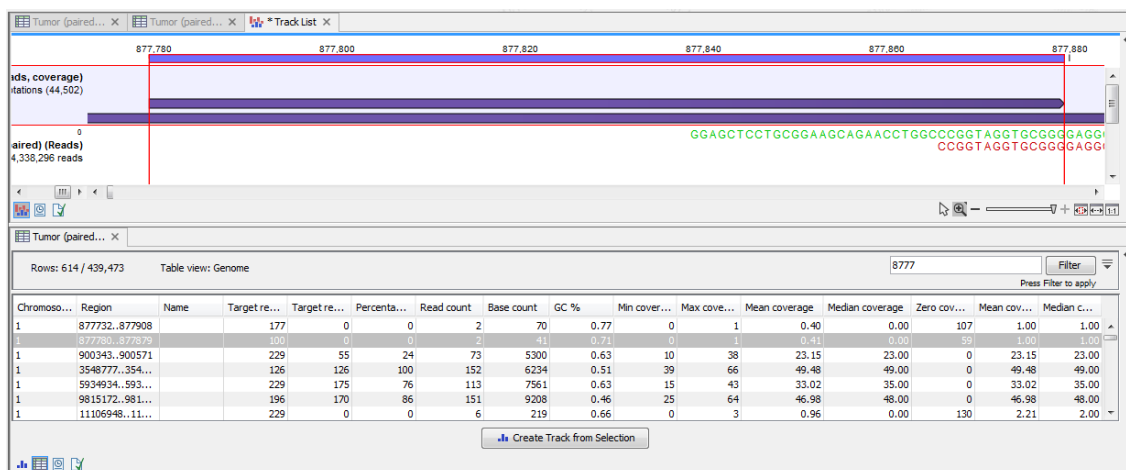 Tumor (paired... Tumor (paired... * Track List
877,780 877,800 877,820 877,840 877,860 877,880
ads, coverage)
otations (44,502)
0
aired) (Reads)
4,338,296 reads
GGAGCTCCTGCGGAAGCAGAACCTGGCCCGGTAGGTGCGGGGAGG
CCGGTAGGTGCGGGGAGG
1:1
Tumor (paired...
Rows: 614 / 439,473 Table view: Genome 8777 Filter
Press Filter to apply
Chromoso... Region Name Target re... Target re... Percenta... Read count Base count GC % Min cover... Max cove... Mean coverage Median coverage Zero cov... Mean cov... Median c...
1 877732..877908 177 0 0 2 70 0.77 0 1 0.40 0.00 107 1.00 1.00
1 877780..877879 100 0 0 2 41 0.71 0 1 0.41 0.00 59 1.00 1.00
1 900343..900571 229 55 24 73 5300 0.63 10 38 23.15 23.00 0 23.15 23.00
1 3548777..354... 126 126 100 152 6234 0.51 39 66 49.48 49.00 0 49.48 49.00
1 5934934..593... 229 175 76 113 7561 0.63 15 43 33.02 35.00 0 33.02 35.00
1 9815172..981... 196 170 86 151 9208 0.46 25 64 46.98 48.00 0 46.98 48.00
1 11106948..11... 229 0 0 6 219 0.66 0 3 0.96 0.00 130 2.21 2.00
Create Track from Selection